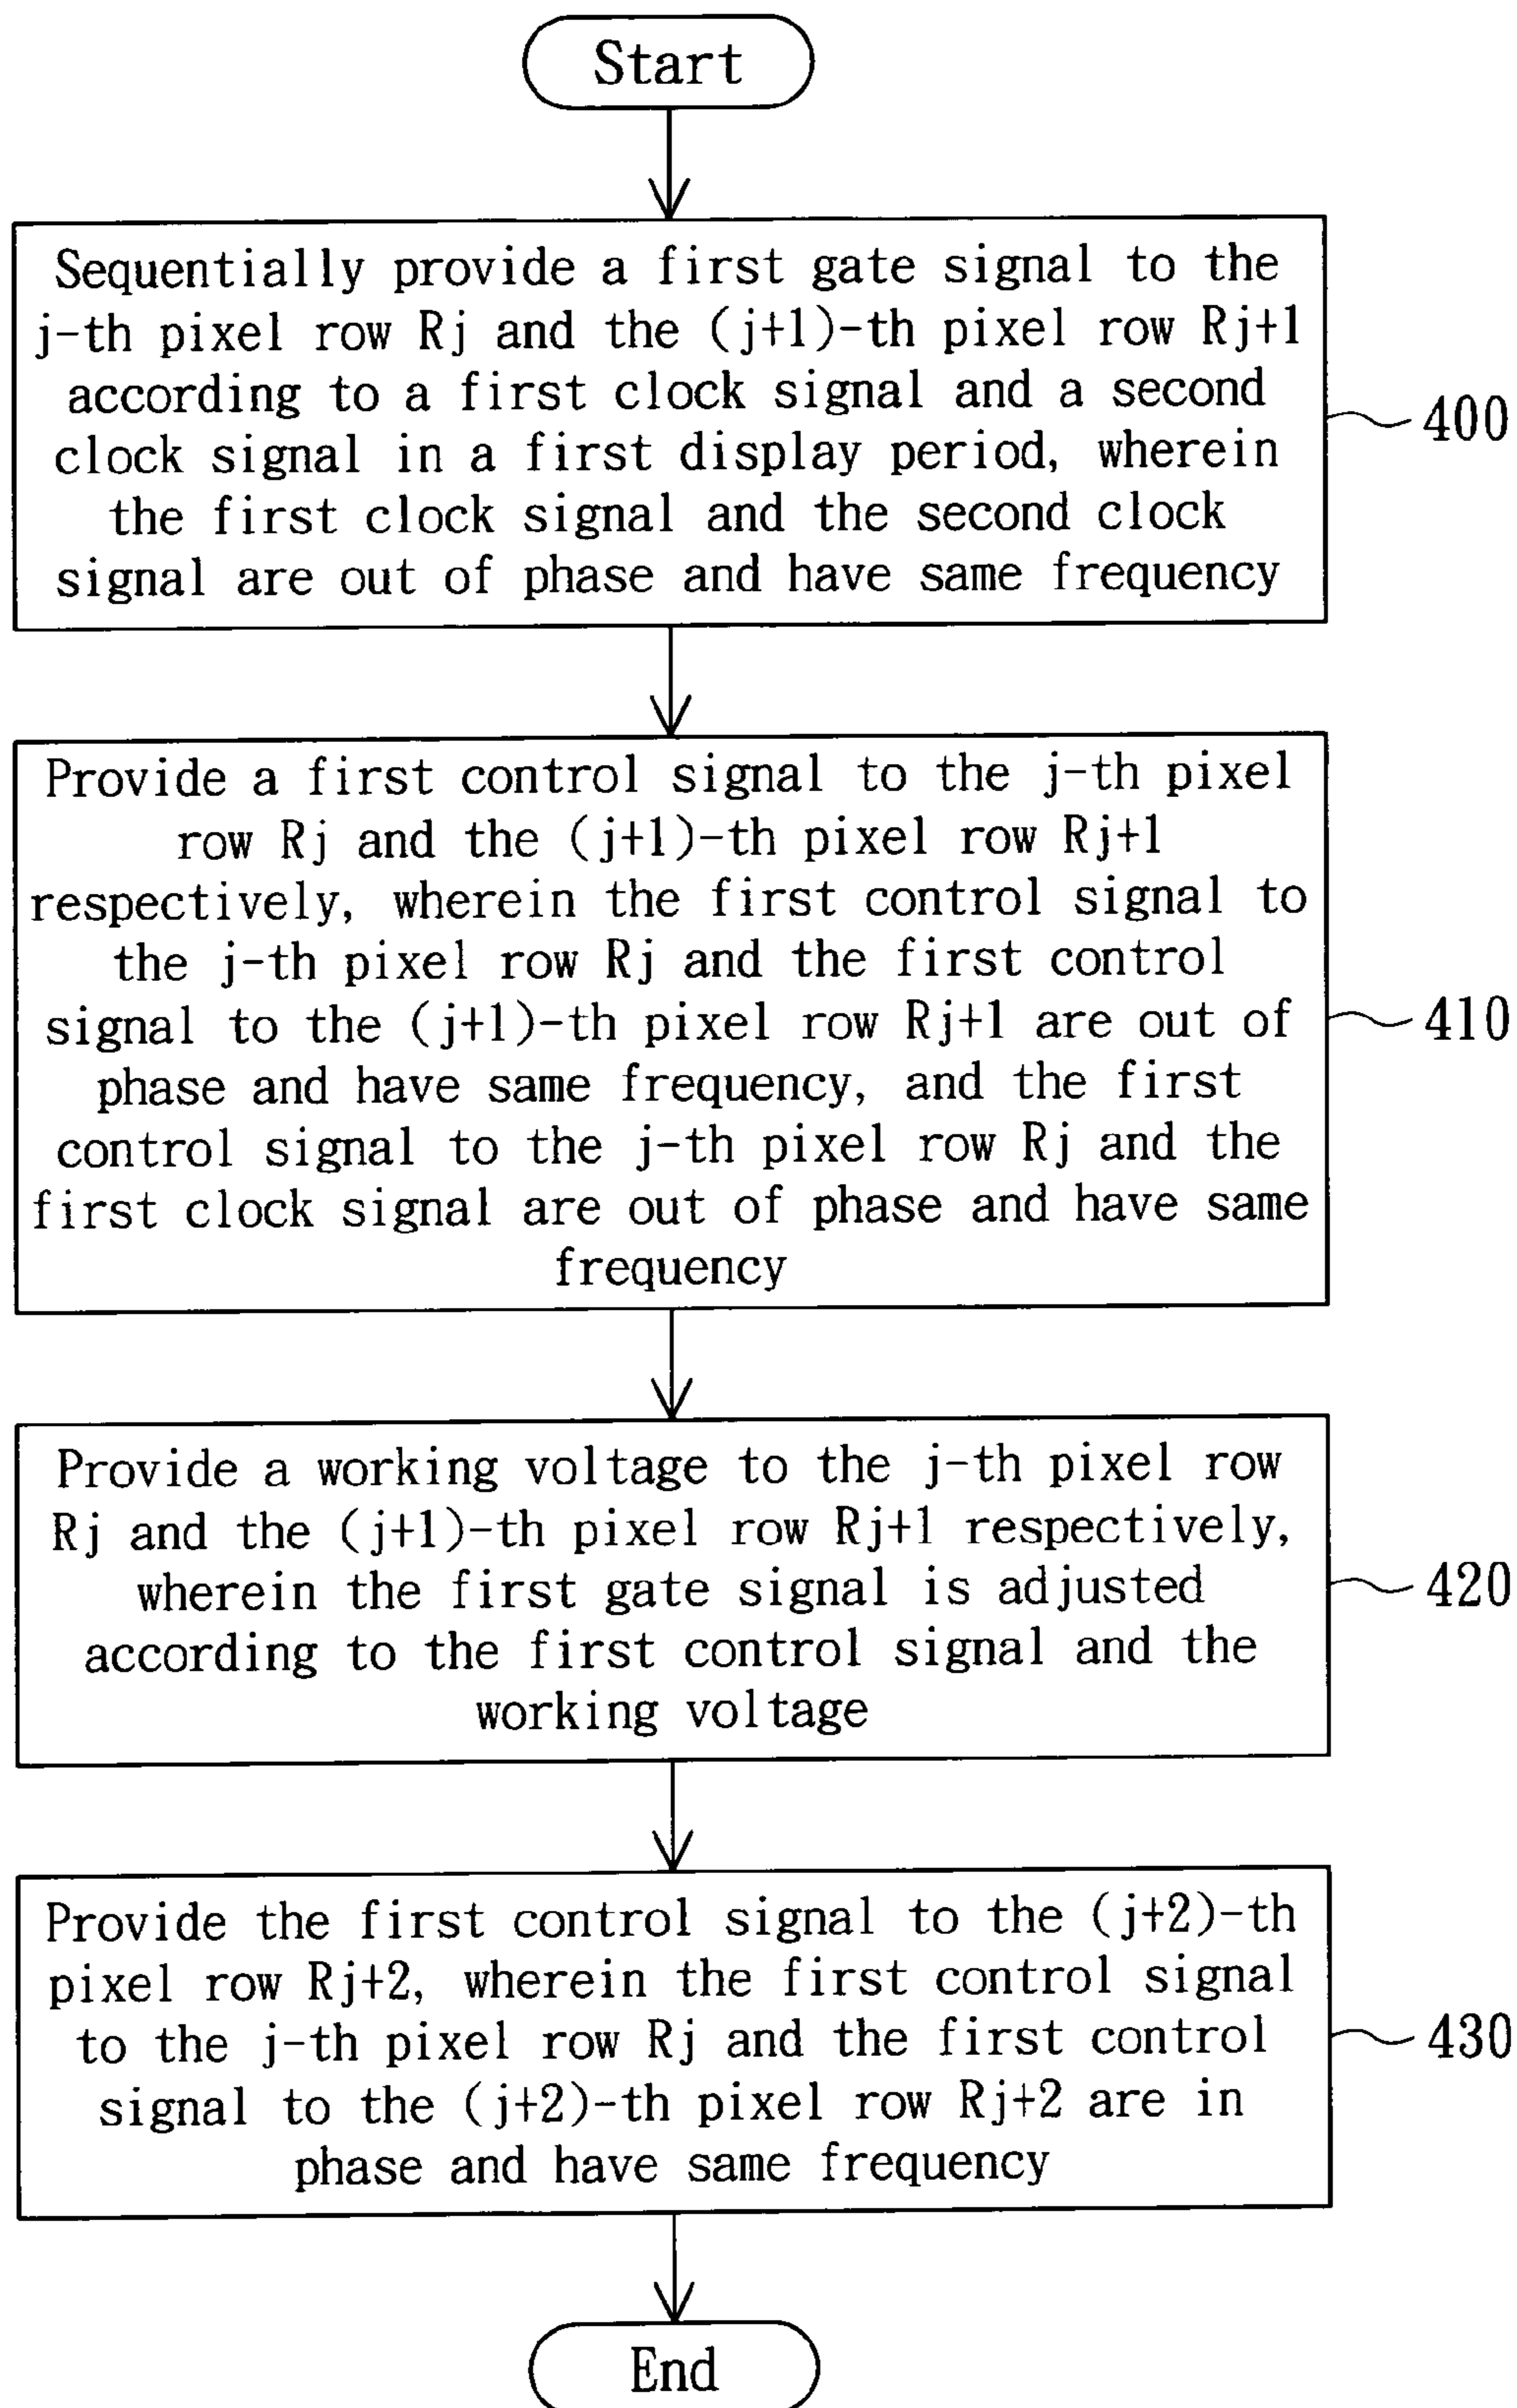 Start
Sequentially provide a first gate signal to the
j-th pixel row Rj and the (j+1)-th pixel row Rj+1
according to a first clock signal and a second
clock signal in a first display period, wherein
the first clock signal and the second clock
signal are out of phase and have same frequency
400
Provide a first control signal to the j-th pixel
row Rj and the (j+1)-th pixel row Rj+1
respectively, wherein the first control signal to
the j-th pixel row Rj and the first control
signal to the (j+1)-th pixel row Rj+1 are out of
phase and have same frequency, and the first
control signal to the j-th pixel row Rj and the
first clock signal are out of phase and have same
frequency
410
Provide a working voltage to the j-th pixel row
Rj and the (j+1)-th pixel row Rj+1 respectively,
wherein the first gate signal is adjusted
according to the first control signal and the
working voltage
420
Provide the first control signal to the (j+2)-th
pixel row Rj+2, wherein the first control signal
to the j-th pixel row Rj and the first control
signal to the (j+2)-th pixel row Rj+2 are in
phase and have same frequency
430
End